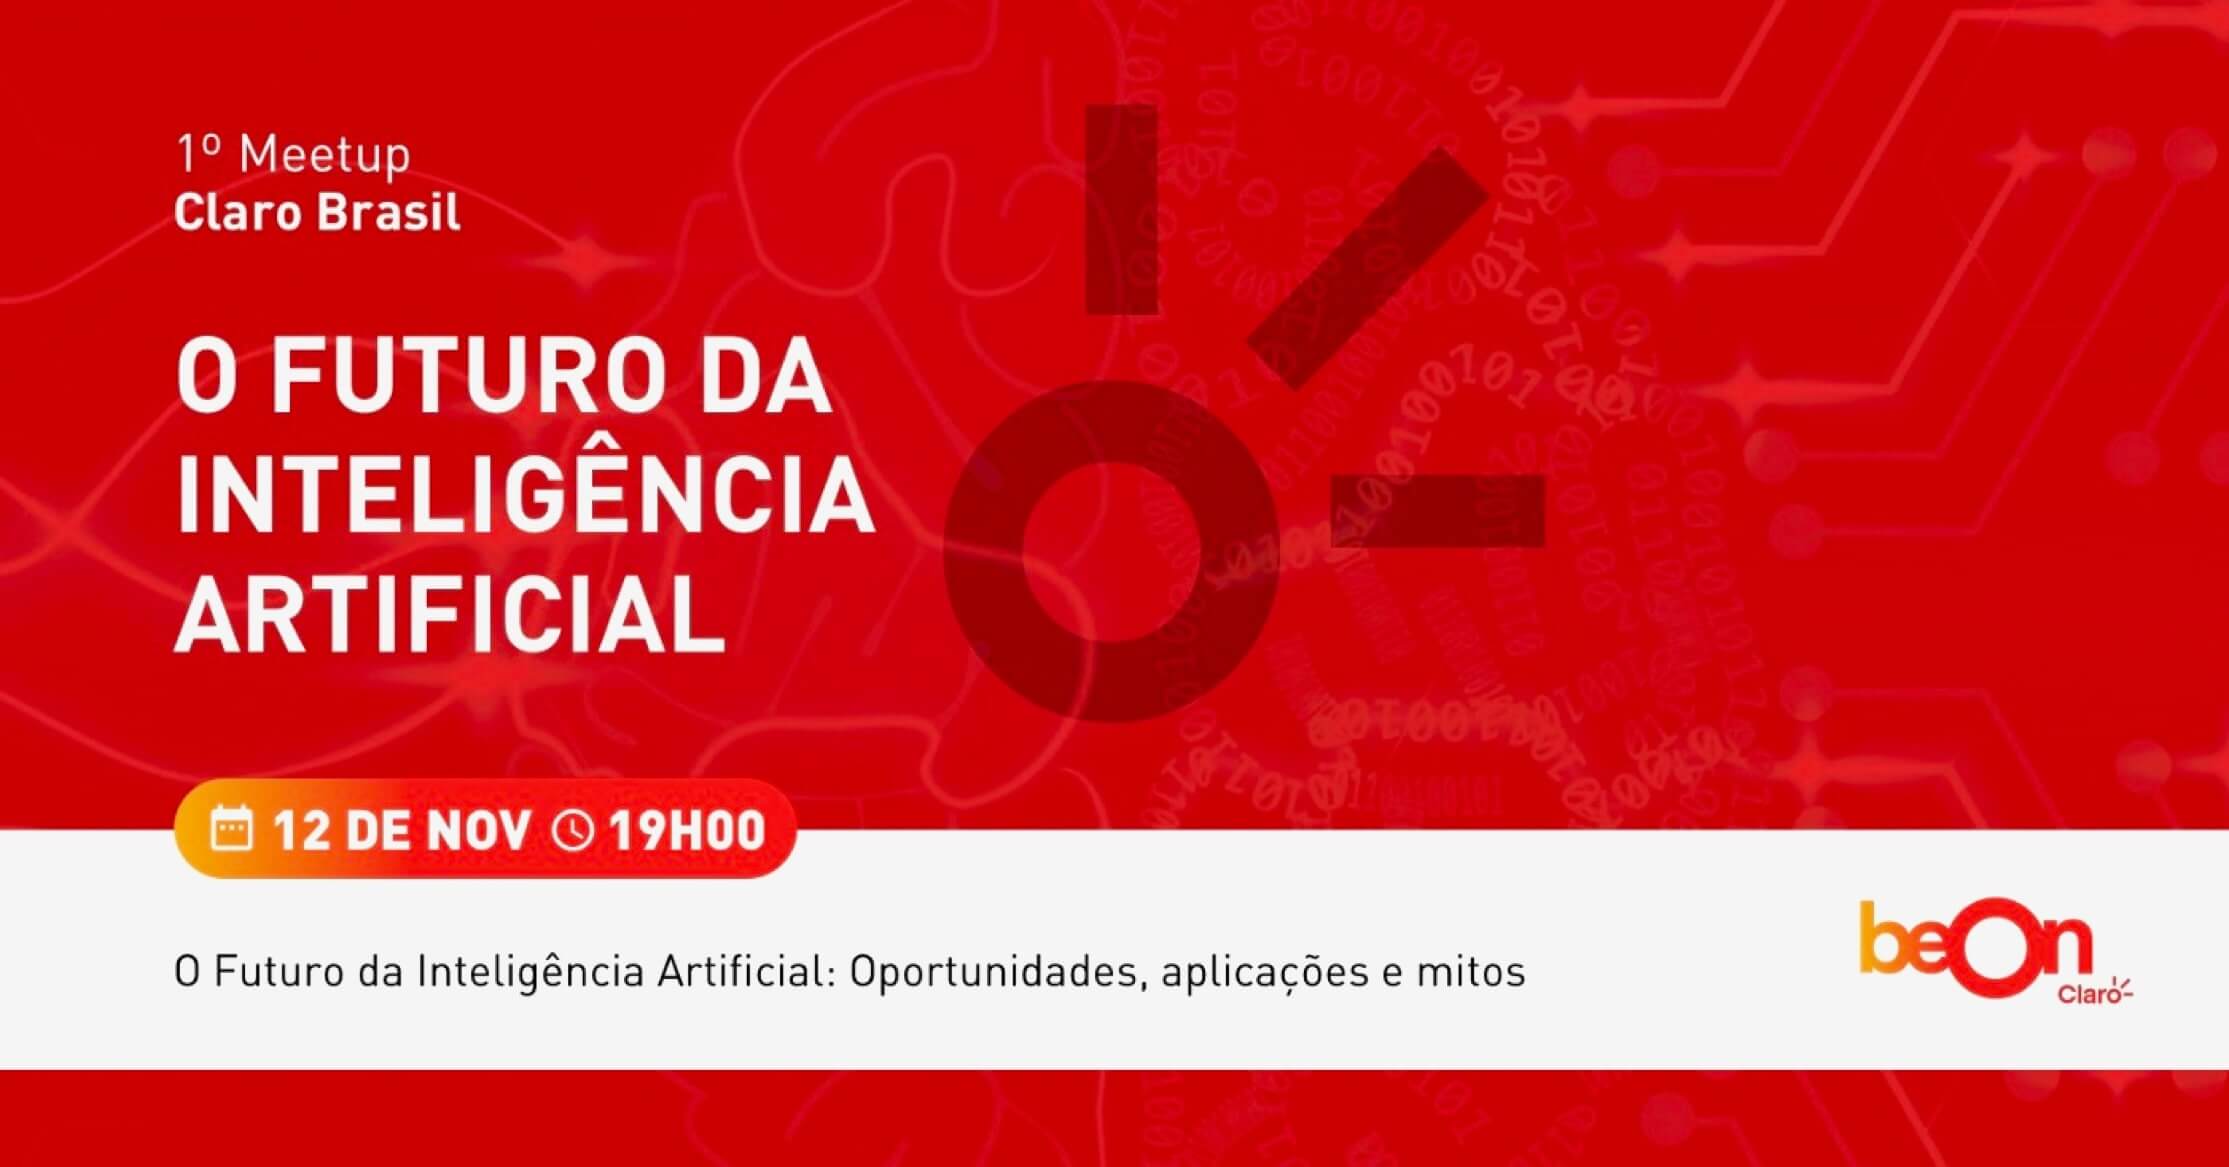 1º Meetup
Claro Brasil
O FUTURO DA
INTELIGÊNCIA
ARTIFICIAL
12 DE NOV 19H00
O Futuro da Inteligência Artificial: Oportunidades, aplicações e mitos
beOn
Claro